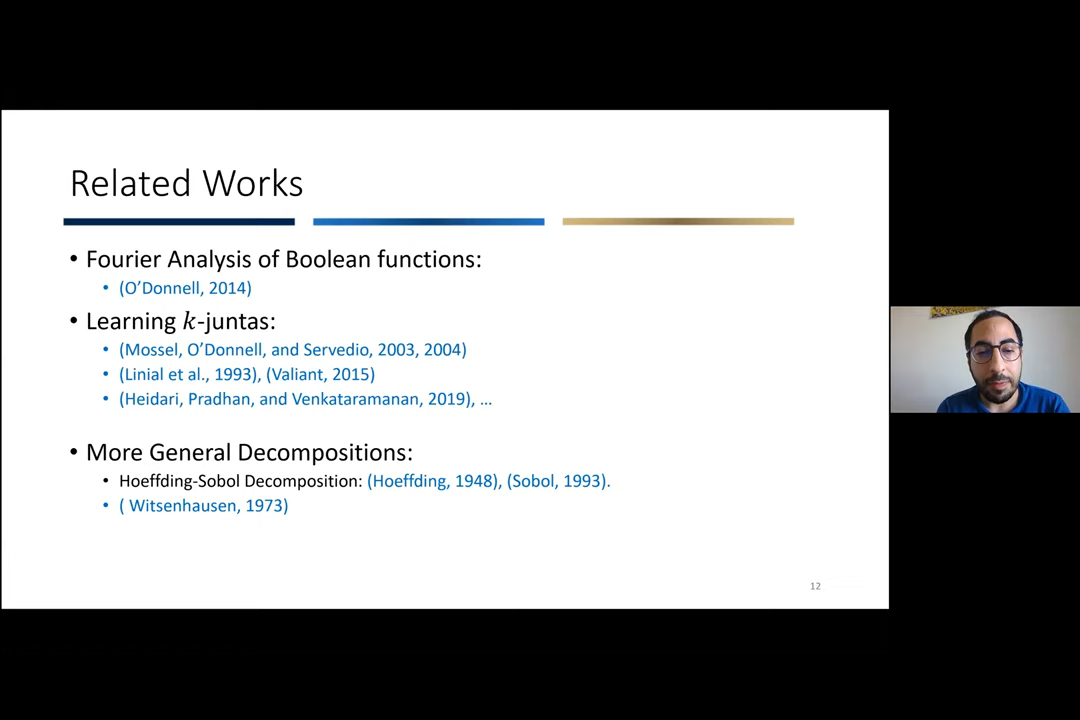 Related Works
• Fourier Analysis of Boolean functions:
• (O’Donnell, 2014)
• Learning k-juntas:
• (Mossel, O’Donnell, and Servedio, 2003, 2004)
• (Linial et al., 1993), (Valiant, 2015)
• (Heidari, Pradhan, and Venkataramanan, 2019), ...
• More General Decompositions:
• Hoeffding-Sobol Decomposition: (Hoeffding, 1948), (Sobol, 1993).
• ( Witsenhausen, 1973)
12